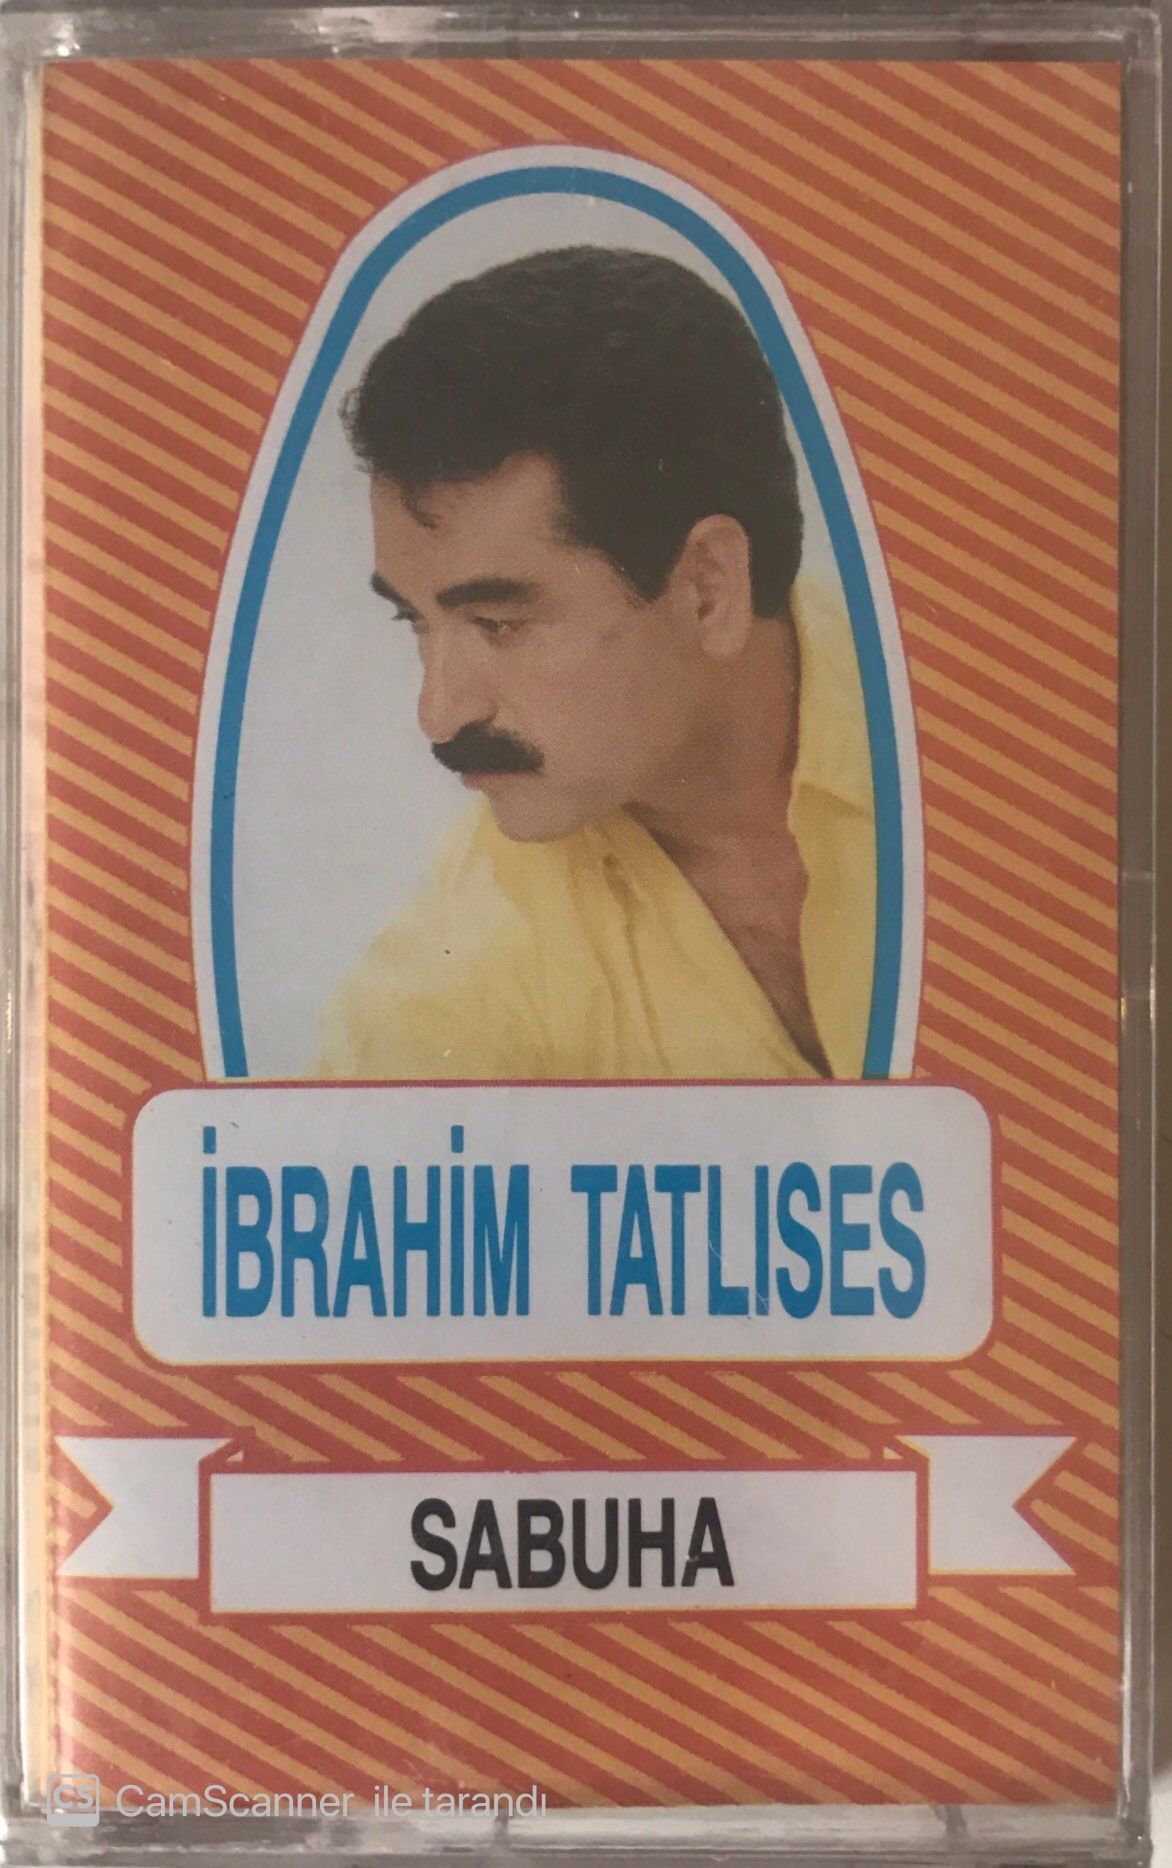 İBRAHİM TATLISES
SABUHA
CS CamScanner ile tarandı